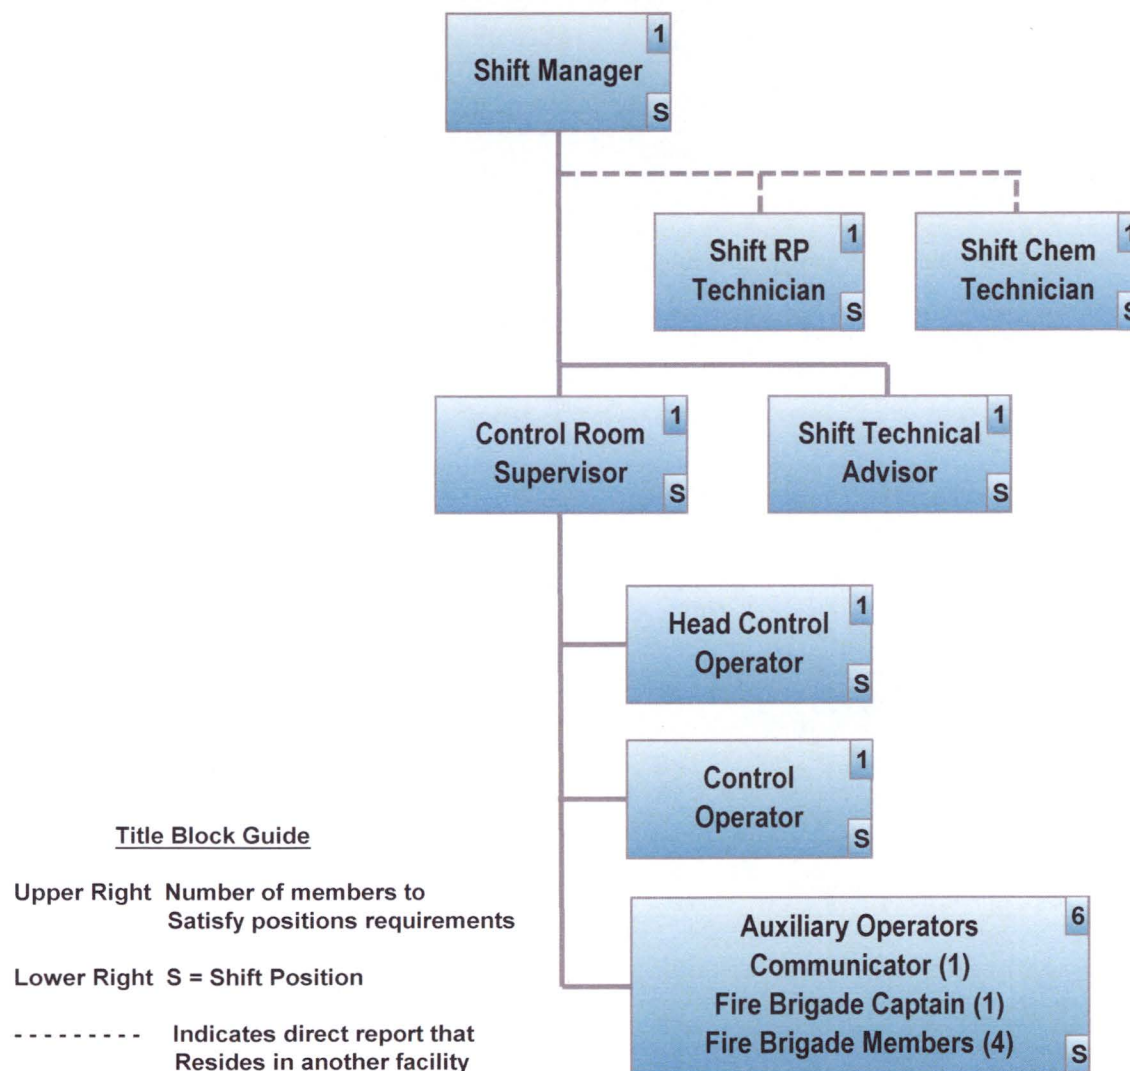 1
Shift Manager
S
1
Shift RP
Technician
S
1
Shift Chem
Technician
S
1
Control Room
Supervisor
S
1
Shift Technical
Advisor
S
1
Head Control
Operator
S
1
Control
Operator
S
6
Auxiliary Operators
Communicator (1)
Fire Brigade Captain (1)
Fire Brigade Members (4)
S
Title Block Guide
Upper Right Number of members to
Satisfy positions requirements
Lower Right S = Shift Position
--------- Indicates direct report that
Resides in another facility